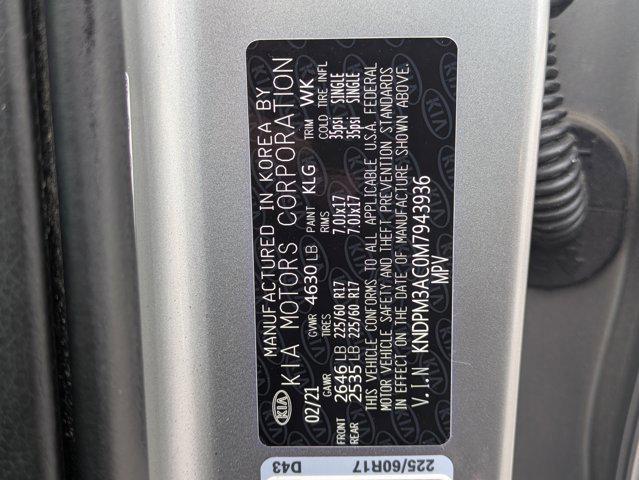 MANUFACTURED IN KOREA BY
KIA KIA MOTORS CORPORATION
02/21 GVWR 4630 LB PAINT KLG TRIM WK
GAWR TIRES RIMS COLD TIRE INFL
FRONT 2646 LB 225/60 R17 7.0Jx17 35psi SINGLE
REAR 2535 LB 225/60 R17 7.0Jx17 35psi SINGLE
THIS VEHICLE CONFORMS TO ALL APPLICABLE U.S.A. FEDERAL
MOTOR VEHICLE SAFETY AND THEFT PREVENTION STANDARDS
IN EFFECT ON THE DATE OF MANUFACTURE SHOWN ABOVE.
V.I.N KNDPM3AC0M7943936
MPV
D43
225/60R17